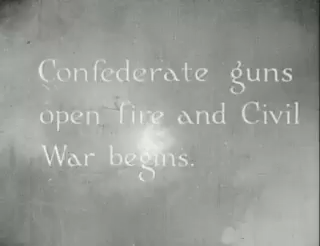 Confederate guns
open fire and Civil
War begins.